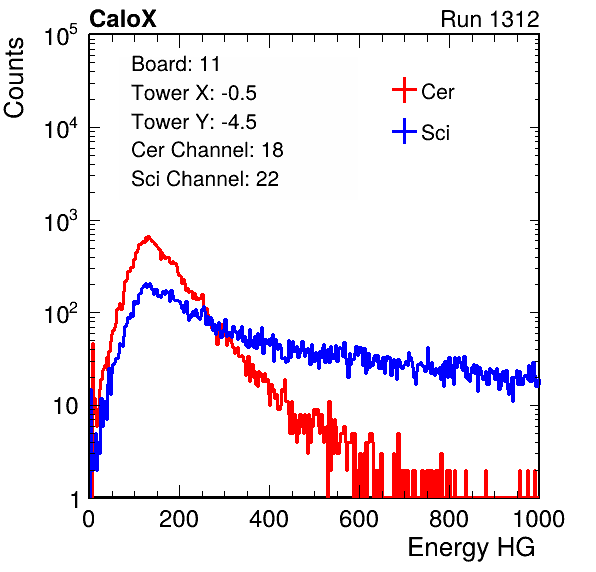 CaloX
Run 1312
Counts
10^5
10^4
10^3
10^2
10
1
Board: 11
Tower X: -0.5
Tower Y: -4.5
Cer Channel: 18
Sci Channel: 22
Cer
Sci
0 200 400 600 800 1000
Energy HG